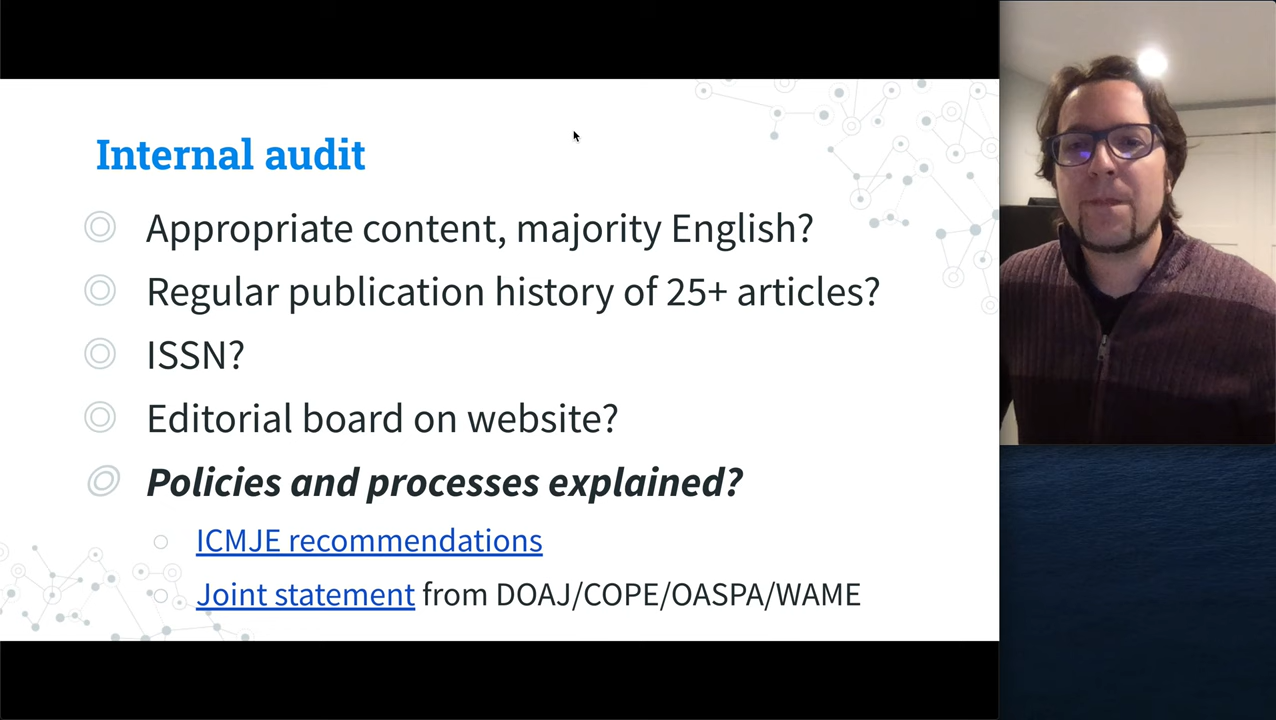 Internal audit
Appropriate content, majority English?
Regular publication history of 25+ articles?
ISSN?
Editorial board on website?
Policies and processes explained?
ICMJE recommendations
Joint statement from DOAJ/COPE/OASPA/WAME